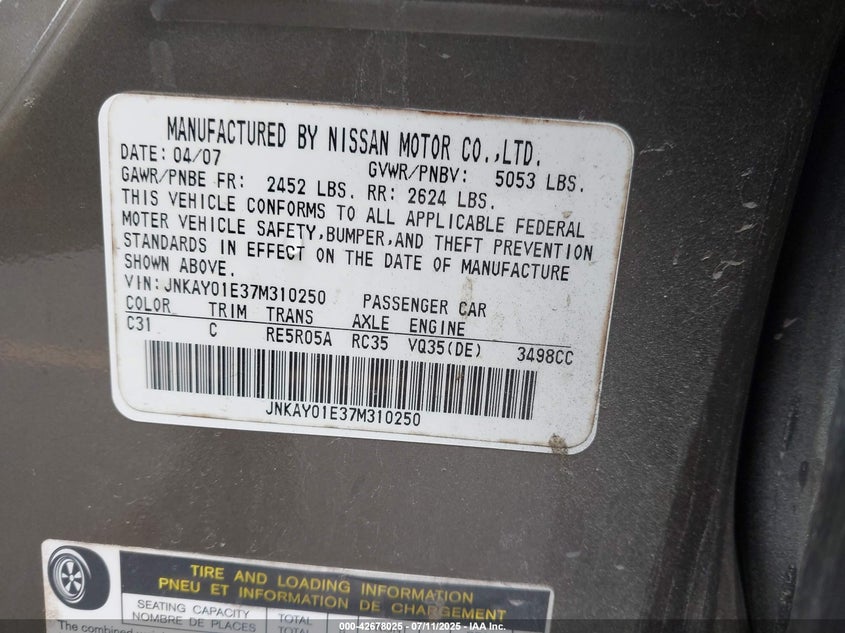 MANUFACTURED BY NISSAN MOTOR CO.,LTD.
DATE: 04/07 GVWR/PNBV: 5053 LBS.
GAWR/PNBE FR: 2452 LBS. RR: 2624 LBS.
THIS VEHICLE CONFORMS TO ALL APPLICABLE FEDERAL
MOTER VEHICLE SAFETY,BUMPER,AND THEFT PREVENTION
STANDARDS IN EFFECT ON THE DATE OF MANUFACTURE
SHOWN ABOVE.
VIN:JNKAY01E37M310250 PASSENGER CAR
COLOR TRIM TRANS AXLE ENGINE
C31 C RE5R05A RC35 VQ35(DE) 3498CC
JNKAY01E37M310250
TIRE AND LOADING INFORMATION
PNEU ET INFORMATION DE CHARGEMENT
SEATING CAPACITY TOTAL
NOMBRE DE PLACES TOTAL
The combined
000-42678025 - 07/11/2025 - IAA Inc.